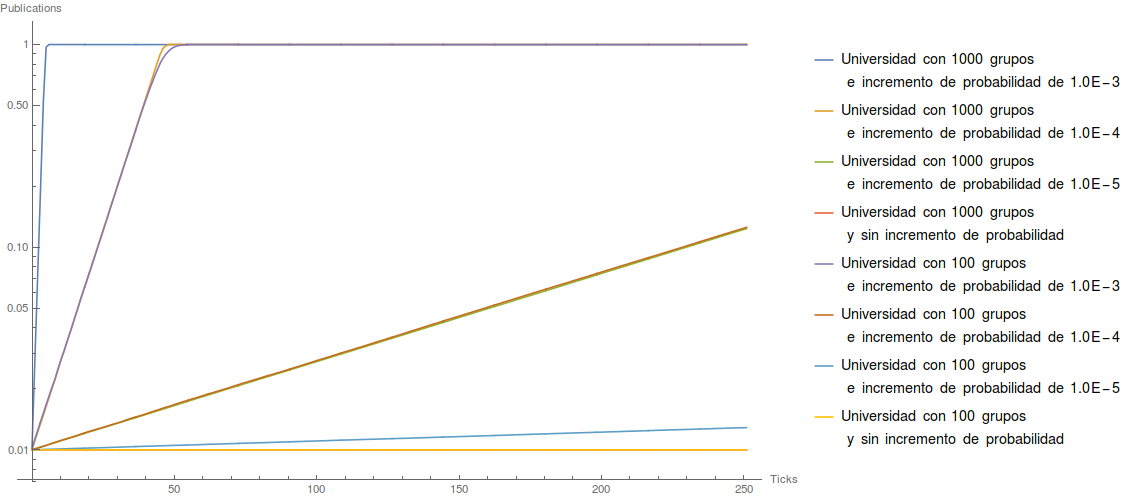 Publications
1
0.50
0.10
0.05
0.01
50
100
150
200
250
Ticks
Universidad con 1000 grupos
e incremento de probabilidad de 1.0E-3
Universidad con 1000 grupos
e incremento de probabilidad de 1.0E-4
Universidad con 1000 grupos
e incremento de probabilidad de 1.0E-5
Universidad con 1000 grupos
y sin incremento de probabilidad
Universidad con 100 grupos
e incremento de probabilidad de 1.0E-3
Universidad con 100 grupos
e incremento de probabilidad de 1.0E-4
Universidad con 100 grupos
e incremento de probabilidad de 1.0E-5
Universidad con 100 grupos
y sin incremento de probabilidad